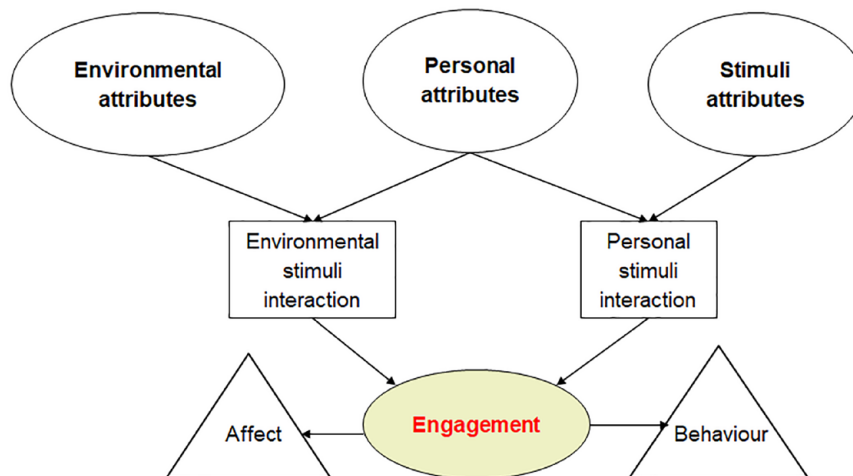 Environmental
attributes
Personal
attributes
Stimuli
attributes
Environmental
stimuli
interaction
Personal
stimuli
interaction
Affect
Engagement
Behaviour